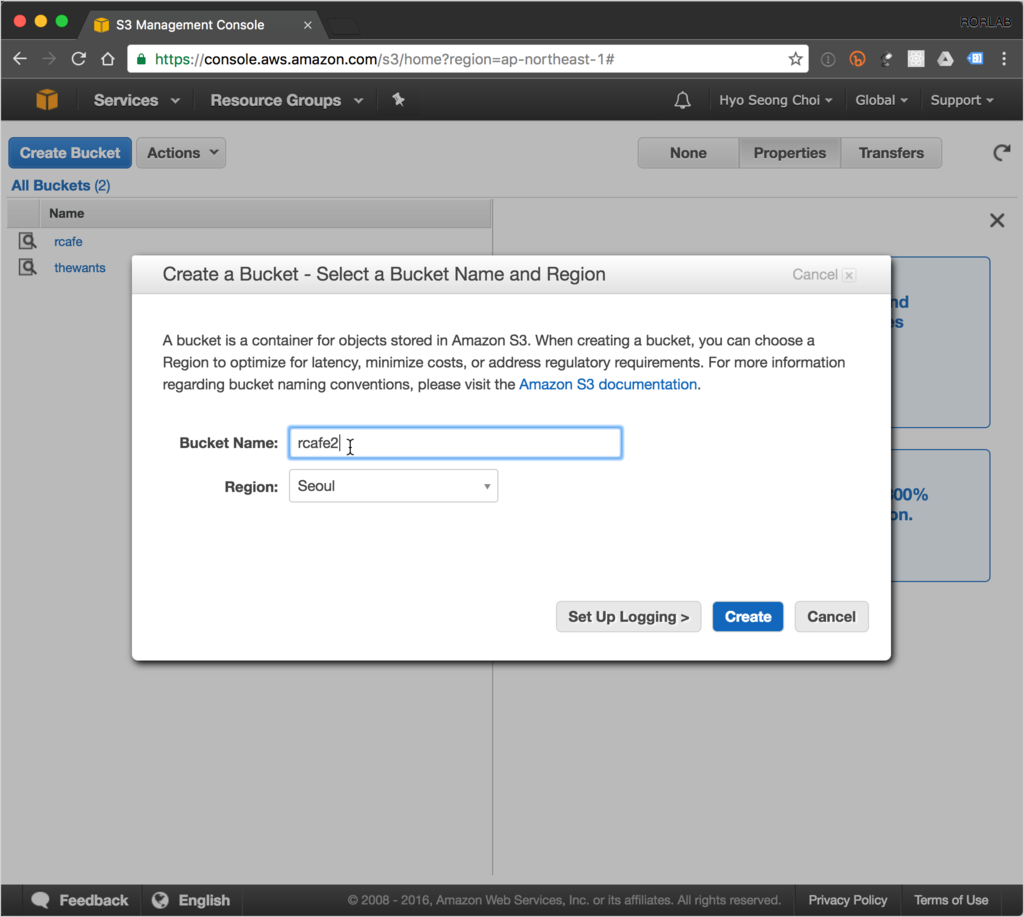 S3 Management Console
RORLAB
https://console.aws.amazon.com/s3/home?region=ap-northeast-1#
Services Resource Groups Hyo Seong Choi Global Support
Create Bucket Actions None Properties Transfers
All Buckets (2)
Name
rcafe
thewants
Create a Bucket - Select a Bucket Name and Region Cancel
nd
es
A bucket is a container for objects stored in Amazon S3. When creating a bucket, you can choose a
Region to optimize for latency, minimize costs, or address regulatory requirements. For more information
regarding bucket naming conventions, please visit the Amazon S3 documentation.
Bucket Name: rcafe2
Region: Seoul
00%
on.
Set Up Logging > Create Cancel
Feedback English © 2008 - 2016, Amazon Web Services, Inc. or its affiliates. All rights reserved. Privacy Policy Terms of Use